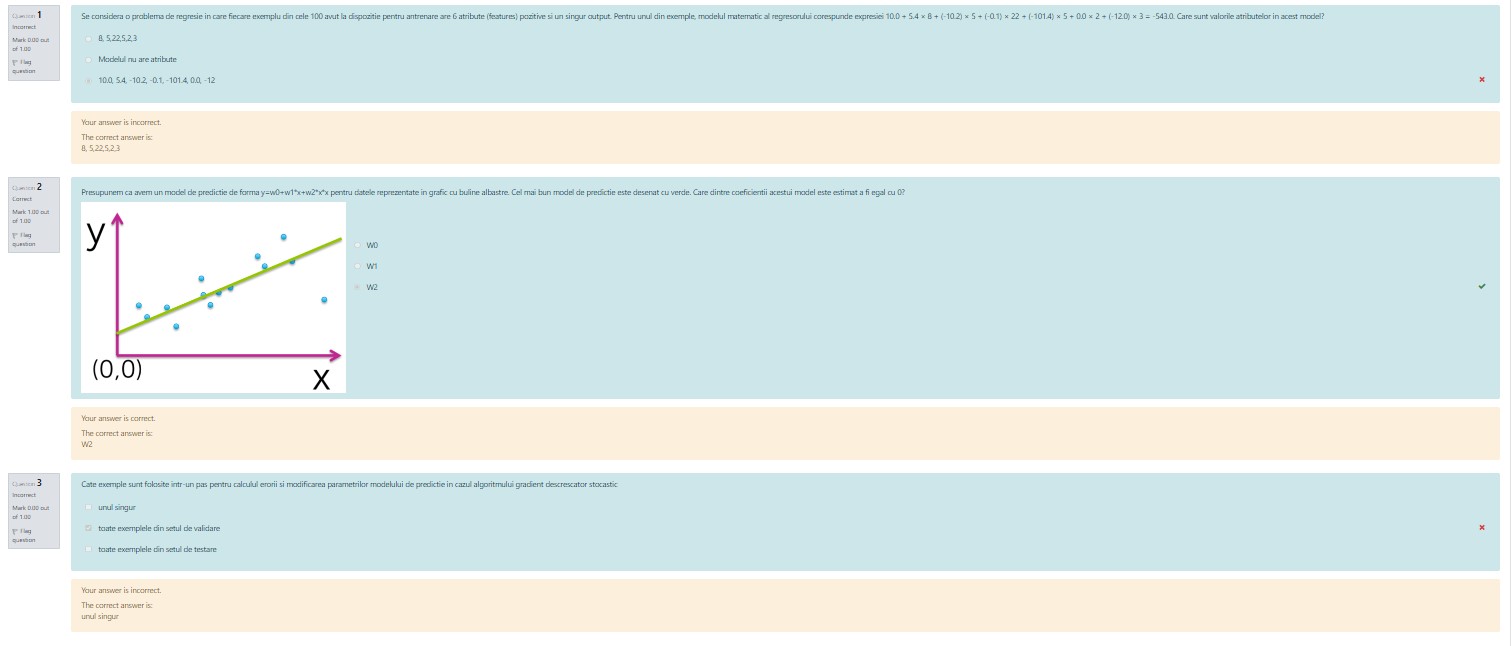 Question 1
Incorrect
Mark 0.00 out
of 1.00
Flag
question
Se considera o problema de regresie in care fiecare exemplu din cele 100 avut la dispozitie pentru antrenare are 6 atribute (features) pozitive si un singur output. Pentru unul din exemple, modelul matematic al regresorului corespunde expresiei 10.0 + 5.4 × 8 + (-10.2) × 5 + (-0.1) × 22 + (-101.4) × 5 + 0.0 × 2 + (-12.0) × 3 = -543.0. Care sunt valorile atributelor in acest model?
8, 5,22,5,2,3
Modelul nu are atribute
10.0, 5.4, -10.2, -0.1, -101.4, 0.0, -12
Your answer is incorrect.
The correct answer is:
8, 5,22,5,2,3
Question 2
Correct
Mark 1.00 out
of 1.00
Flag
question
Presupunem ca avem un model de predictie de forma y=w0+w1*x+w2*x*x pentru datele reprezentate in grafic cu buline albastre. Cel mai bun model de predictie este desenat cu verde. Care dintre coeficientii acestui model este estimat a fi egal cu 0?
y
(0,0)
x
W0
W1
W2
Your answer is correct.
The correct answer is:
W2
Question 3
Incorrect
Mark 0.00 out
of 1.00
Flag
question
Cate exemple sunt folosite intr-un pas pentru calculul erorii si modificarea parametrilor modelului de predictie in cazul algoritmului gradient descrescator stocastic
unul singur
toate exemplele din setul de validare
toate exemplele din setul de testare
Your answer is incorrect.
The correct answer is:
unul singur